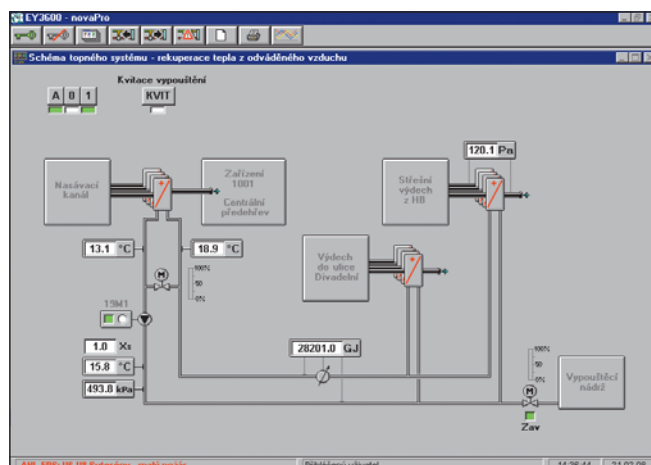 EY3600 - novaPro
Schéma topného systému - rekuperace tepla z odváděného vzduchu
Kvitace vypouštění
A 0 1
KVIT
120.1 Pa
Nasávací
kanál
Zařízení
1001
Centrální
předehřev
Střešní
výdech
z HB
13.1 °C
18.9 °C
Výdech
do ulice
Divadelní
M
100%
50
0%
15M1
1.0 Xs
28201.0 GJ
15.8 °C
493.8 kPa
100%
50
0%
M
Vypouštěcí
nádrž
Zav
Přihlášený uživatel